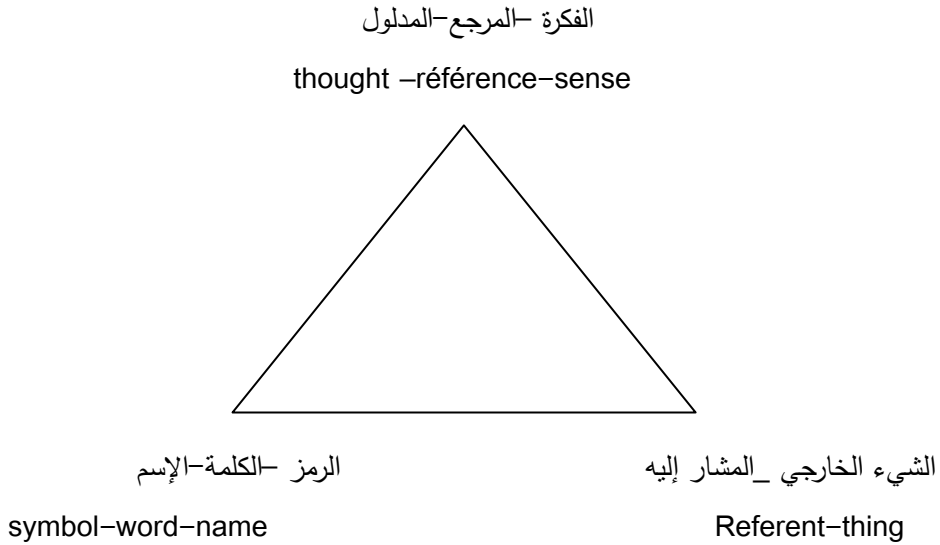 الفكرة –المرجع-المدلول
thought –référence-sense
الشيء الخارجي _المشار إليه
الرمز –الكلمة-الإسم
symbol-word-name
Referent-thing